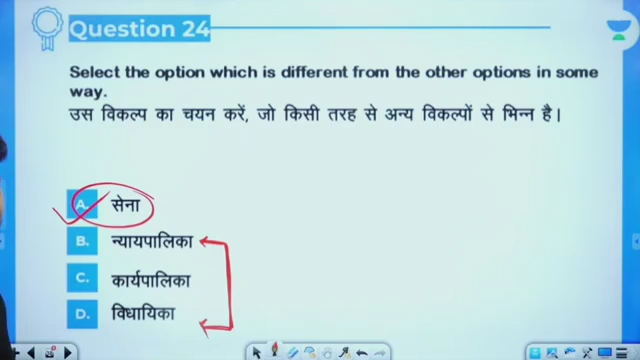 Question 24
Select the option which is different from the other options in some
way.
उस विकल्प का चयन करें, जो किसी तरह से अन्य विकल्पों से भिन्न है।
A. सेना
B. न्यायपालिका
C. कार्यपालिका
D. विधायिका